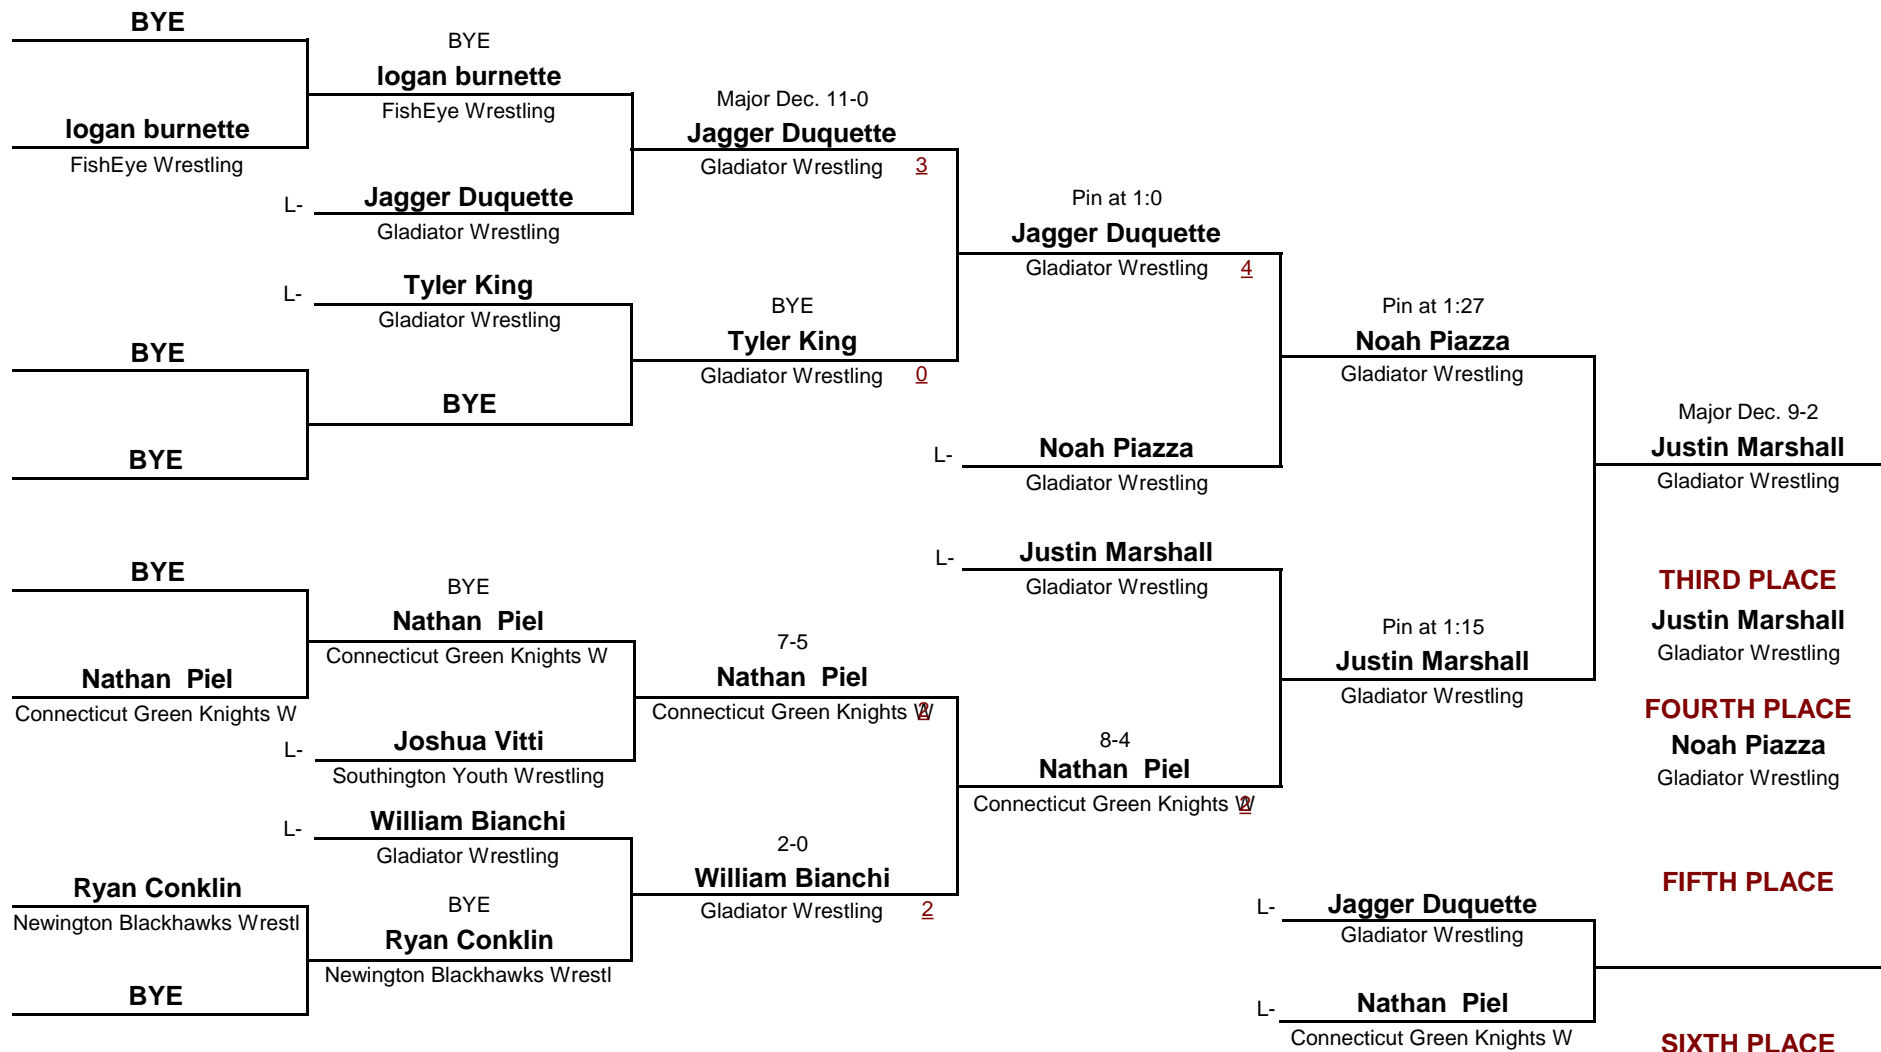 BYE
logan burnette
FishEye Wrestling
BYE
logan burnette
FishEye Wrestling
L- Jagger Duquette
Gladiator Wrestling
Major Dec. 11-0
Jagger Duquette
Gladiator Wrestling 3
L- Tyler King
Gladiator Wrestling
BYE
BYE
BYE
BYE
Tyler King
Gladiator Wrestling 0
Pin at 1:0
Jagger Duquette
Gladiator Wrestling 4
L- Noah Piazza
Gladiator Wrestling
Pin at 1:27
Noah Piazza
Gladiator Wrestling
Major Dec. 9-2
Justin Marshall
Gladiator Wrestling
BYE
Nathan Piel
Connecticut Green Knights W
BYE
Nathan Piel
Connecticut Green Knights W
L- Joshua Vitti
Southington Youth Wrestling
7-5
Nathan Piel
Connecticut Green Knights W 2
L- William Bianchi
Gladiator Wrestling
Ryan Conklin
Newington Blackhawks Wrestl
BYE
BYE
Ryan Conklin
Newington Blackhawks Wrestl
2-0
William Bianchi
Gladiator Wrestling 2
L- Justin Marshall
Gladiator Wrestling
8-4
Nathan Piel
Connecticut Green Knights W 2
Pin at 1:15
Justin Marshall
Gladiator Wrestling
THIRD PLACE
Justin Marshall
Gladiator Wrestling
FOURTH PLACE
Noah Piazza
Gladiator Wrestling
L- Jagger Duquette
Gladiator Wrestling
L- Nathan Piel
Connecticut Green Knights W
FIFTH PLACE
SIXTH PLACE